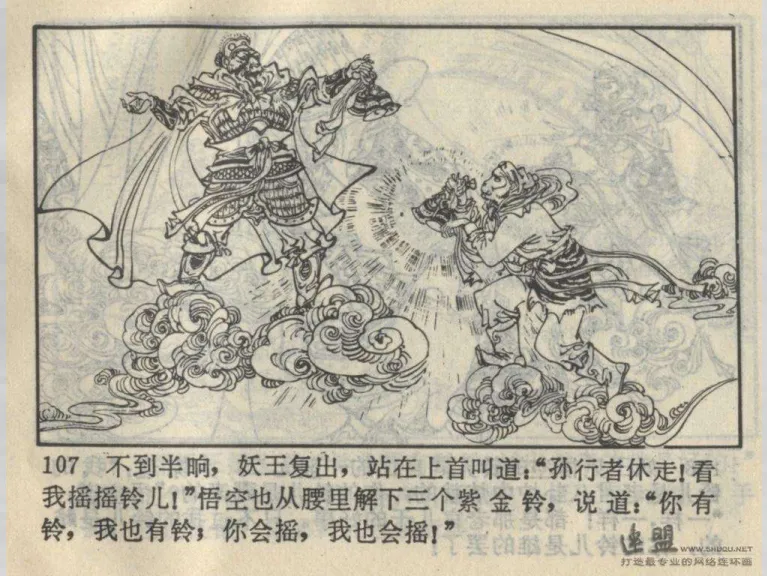 107 不到半晌，妖王复出，站在上首叫道：“孙行者休走！看
我摇摇铃儿！”悟空也从腰里解下三个紫金铃，说道：“你有
铃，我也有铃；你会摇，我也会摇！”
连盟
WWW.SHUQU.NET
打造最专业的网络连环画